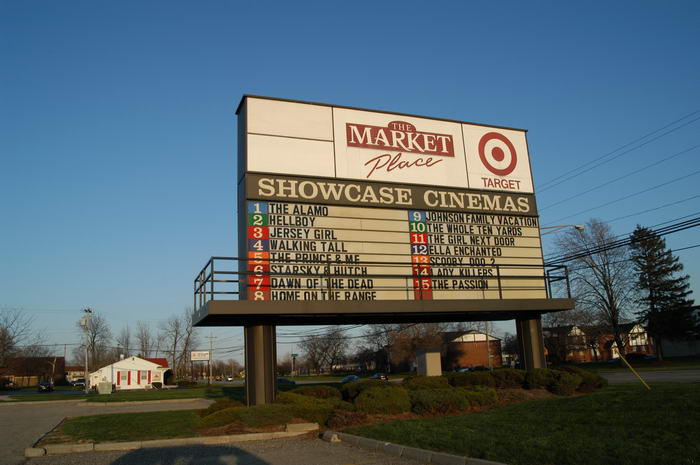 THE
MARKET
Place
TARGET
SHOWCASE CINEMAS
1 THE ALAMO
2 HELLBOY
3 JERSEY GIRL
4 WALKING TALL
5 THE PRINCE & ME
6 STARSKY & HUTCH
7 DAWN OF THE DEAD
8 HOME ON THE RANGE
9 JOHNSON FAMILY VACATION
10 THE WHOLE TEN YARDS
11 THE GIRL NEXT DOOR
12 ELLA ENCHANTED
13 SCOOBY DOO 2
14 LADY KILLERS
15 THE PASSION